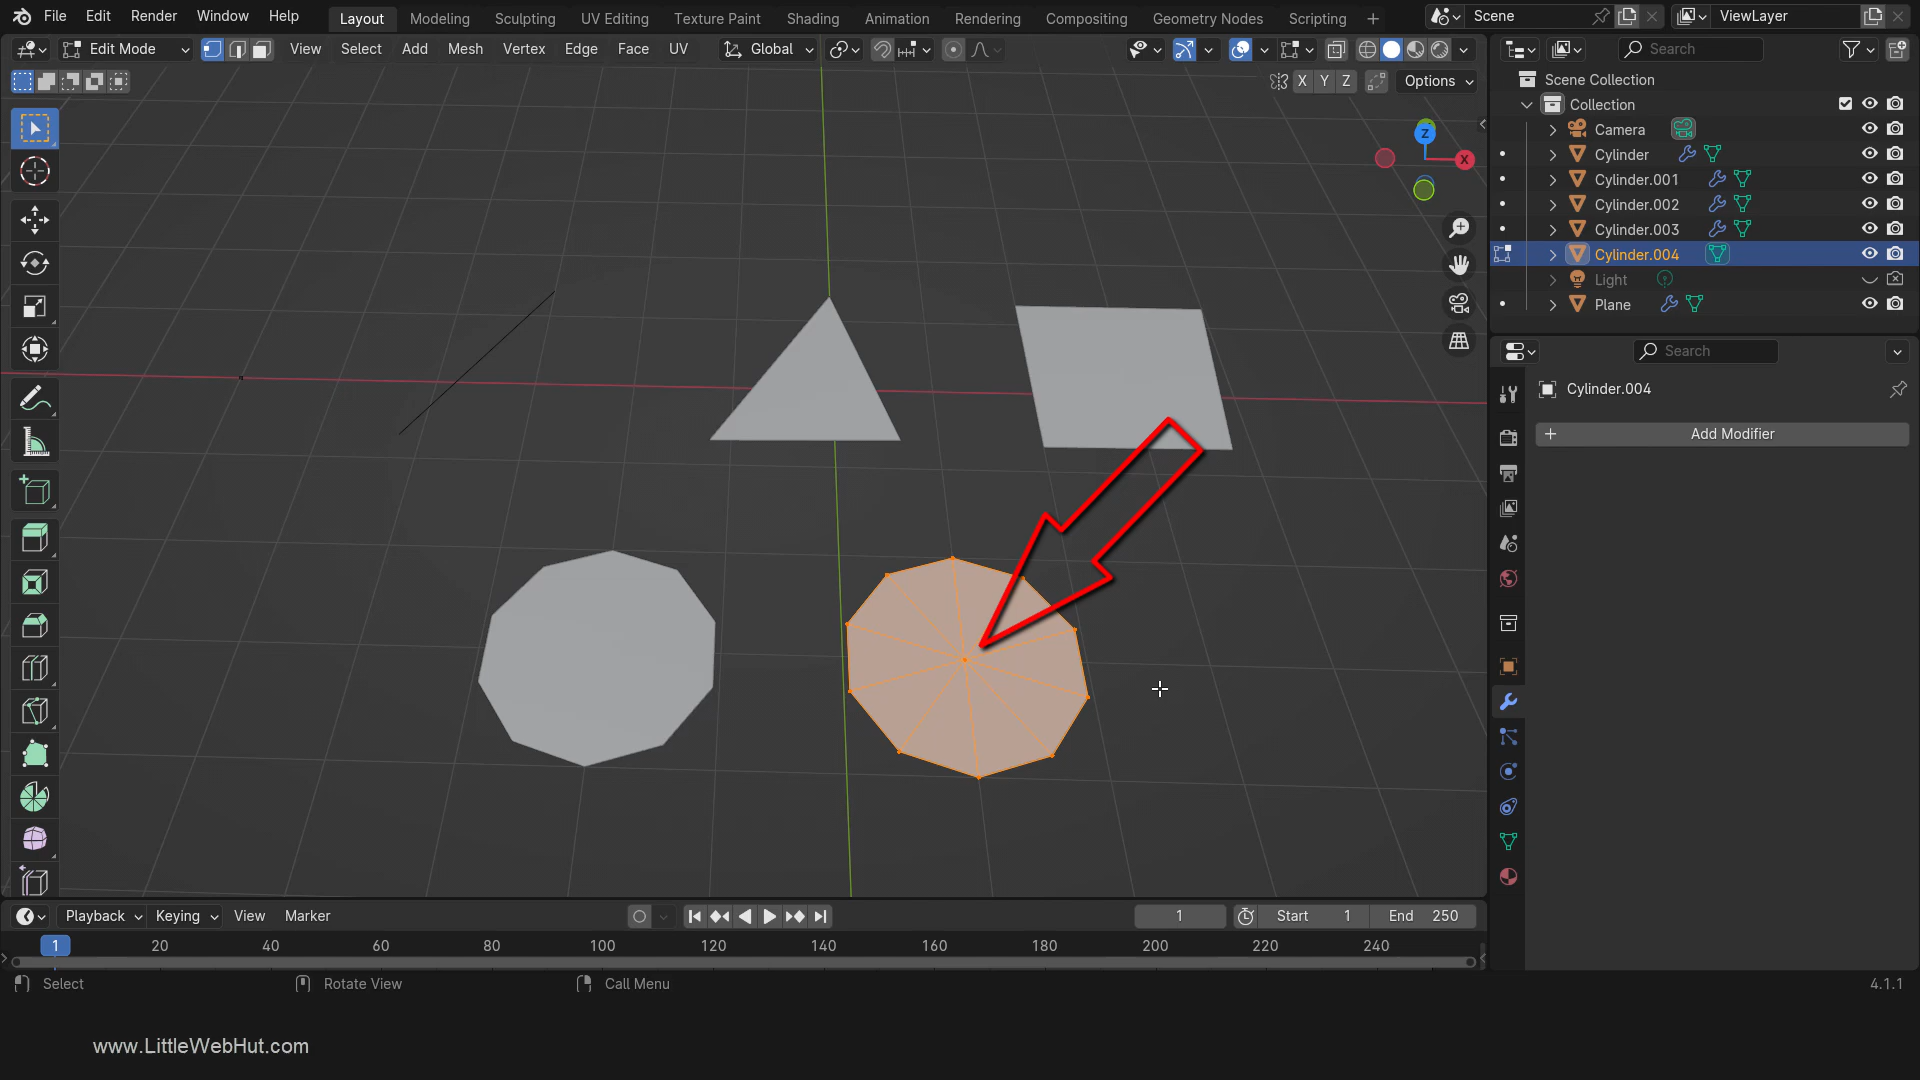 File Edit Render Window Help Layout Modeling Sculpting UV Editing Texture Paint Shading Animation Rendering Compositing Geometry Nodes Scripting + Scene ViewLayer
Edit Mode View Select Add Mesh Vertex Edge Face UV Global Search
X Y Z Options
Scene Collection
Collection
Camera
Cylinder
Cylinder.001
Cylinder.002
Cylinder.003
Cylinder.004
Light
Plane
Z
X
Search
Cylinder.004
+ Add Modifier
Playback Keying View Marker 1 Start 1 End 250
1 20 40 60 80 100 120 140 160 180 200 220 240
Select Rotate View Call Menu 4.1.1
www.LittleWebHut.com